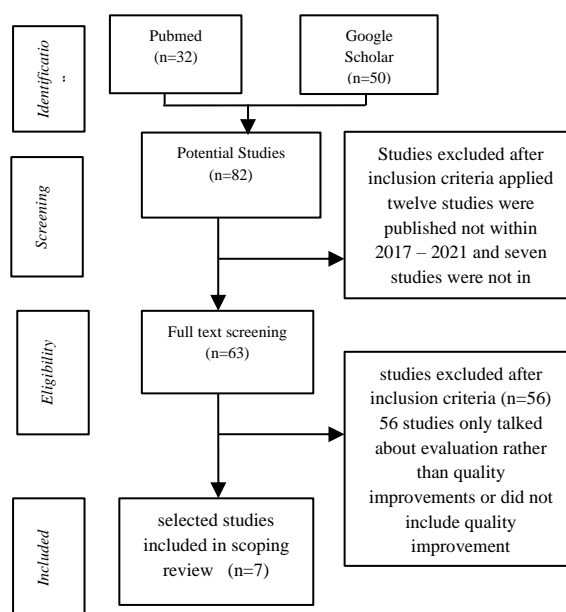 Identificatio
..
Pubmed
(n=32)
Google
Scholar
(n=50)
Screening
Potential Studies
(n=82)
Studies excluded after
inclusion criteria applied
twelve studies were
published not within
2017 – 2021 and seven
studies were not in
Eligibility
Full text screening
(n=63)
studies excluded after
inclusion criteria (n=56)
56 studies only talked
about evaluation rather
than quality
improvements or did not
include quality
improvement
Included
selected studies
included in scoping
review (n=7)